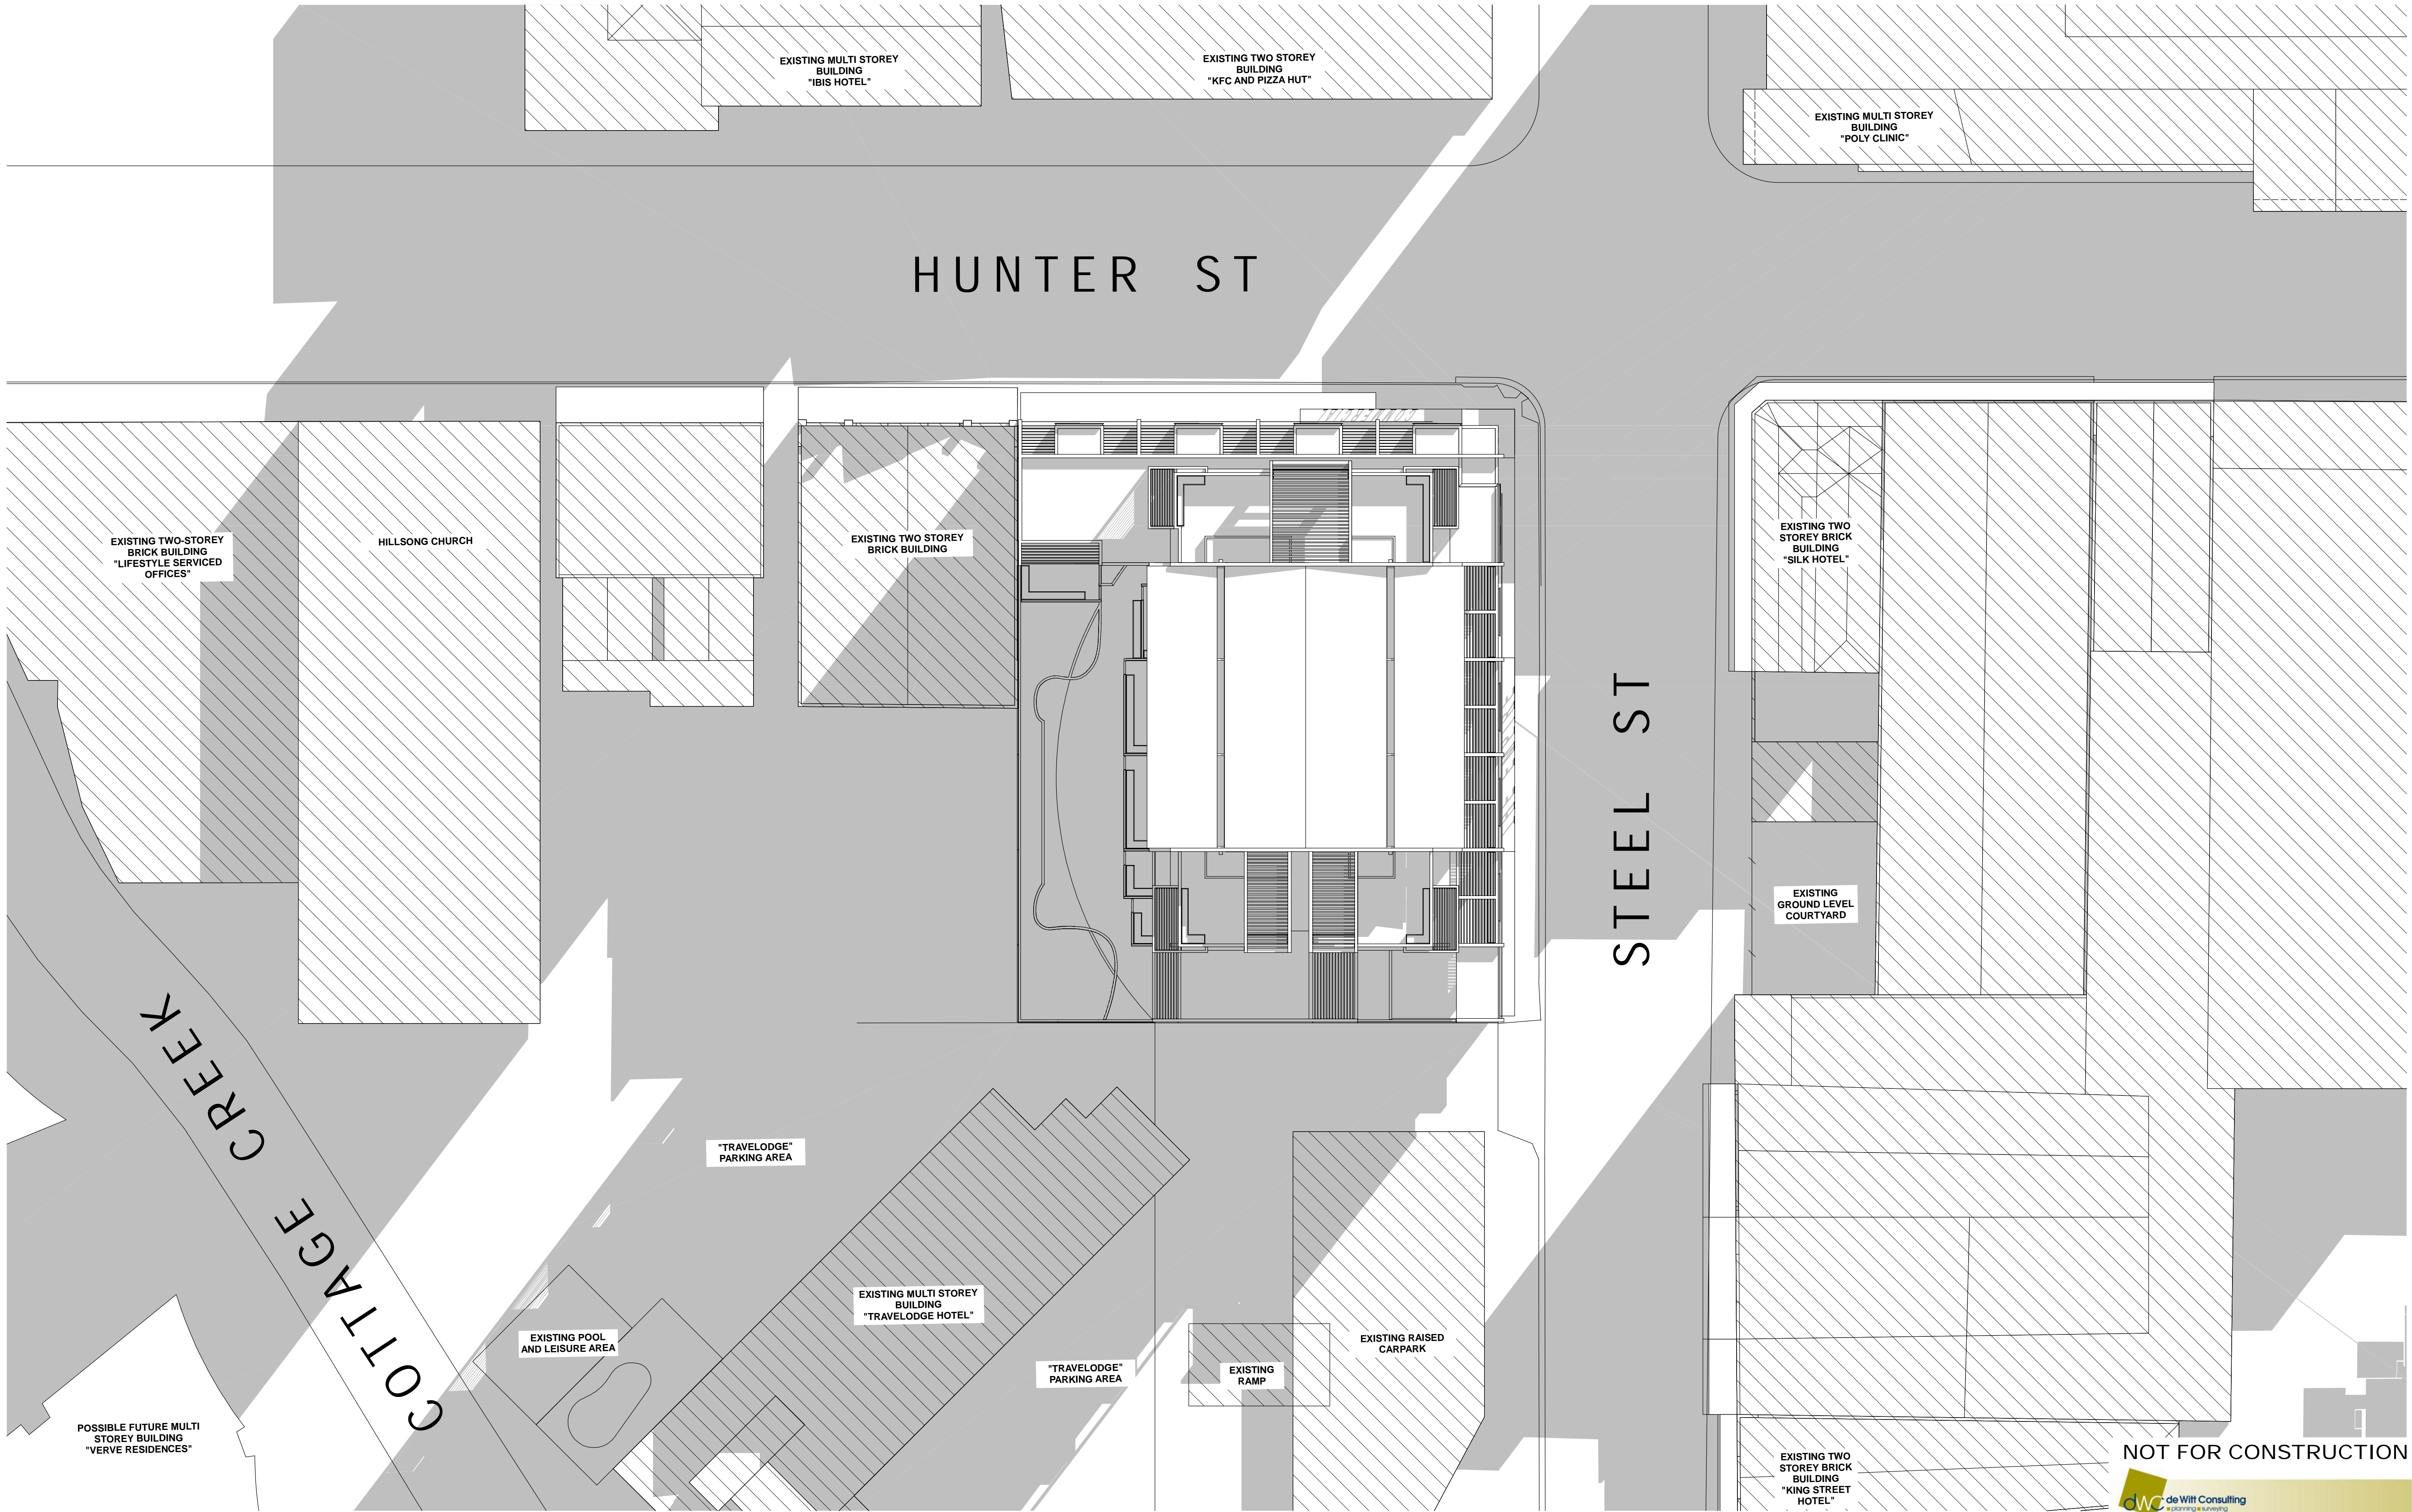 EXISTING MULTI STOREY
BUILDING
"IBIS HOTEL"
EXISTING TWO STOREY
BUILDING
"KFC AND PIZZA HUT"
EXISTING MULTI STOREY
BUILDING
"POLY CLINIC"
HUNTER ST
EXISTING TWO-STOREY
BRICK BUILDING
"LIFESTYLE SERVICED
OFFICES"
HILLSONG CHURCH
EXISTING TWO STOREY
BRICK BUILDING
EXISTING TWO
STOREY BRICK
BUILDING
"SILK HOTEL"
STEEL ST
EXISTING
GROUND LEVEL
COURTYARD
COTTAGE CREEK
"TRAVELODGE"
PARKING AREA
EXISTING MULTI STOREY
BUILDING
"TRAVELODGE HOTEL"
EXISTING POOL
AND LEISURE AREA
"TRAVELODGE"
PARKING AREA
EXISTING
RAMP
EXISTING RAISED
CARPARK
POSSIBLE FUTURE MULTI
STOREY BUILDING
"VERVE RESIDENCES"
EXISTING TWO
STOREY BRICK
BUILDING
"KING STREET
HOTEL"
NOT FOR CONSTRUCTION
dWC de Witt Consulting
planning surveying